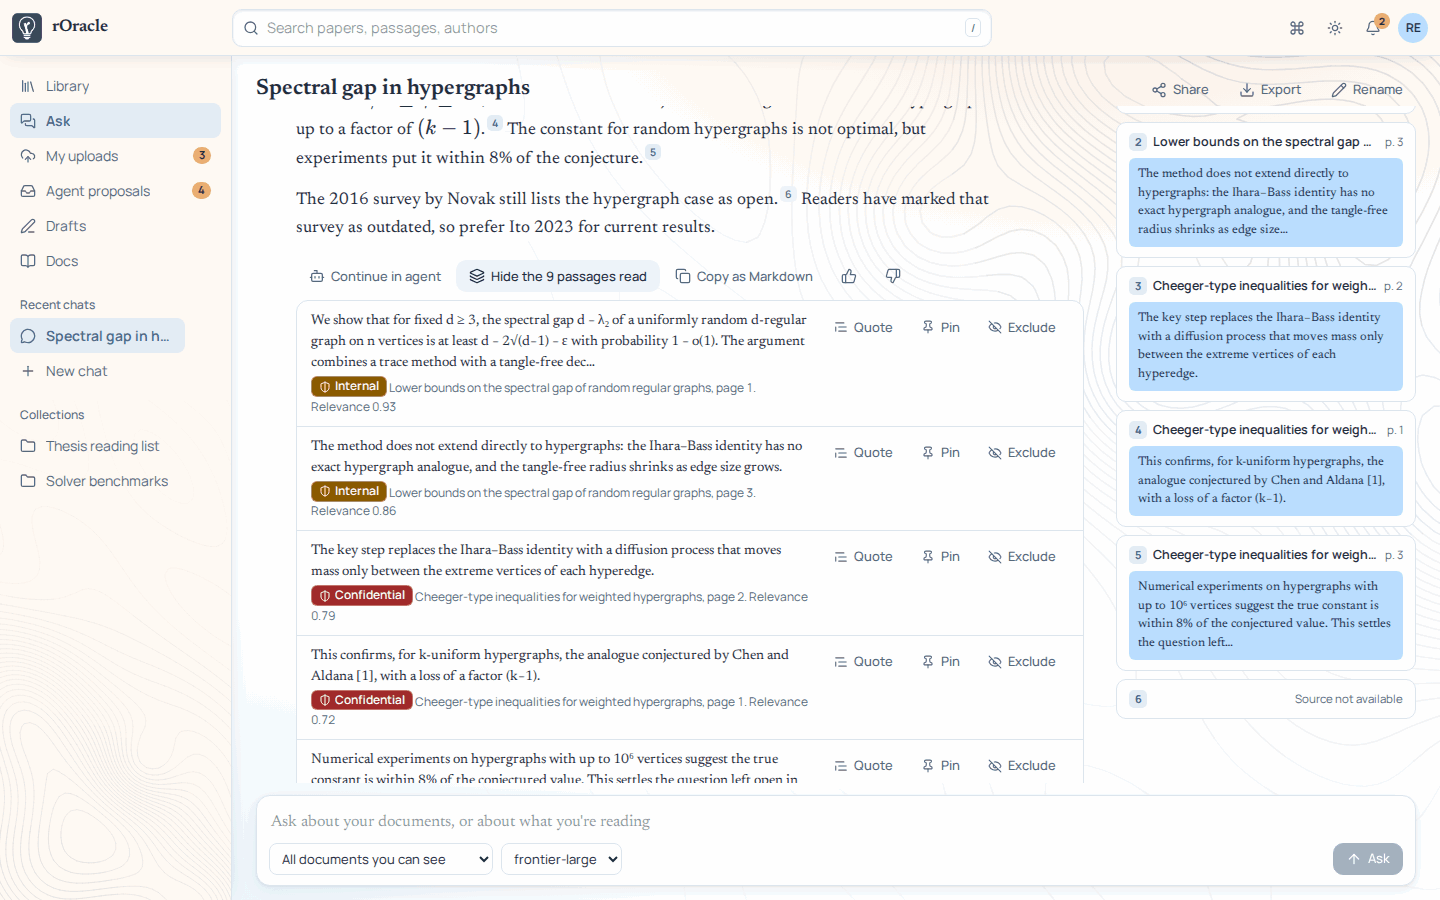 rOracle
Search papers, passages, authors
/
2
RE
Library
Ask
My uploads
3
Agent proposals
4
Drafts
Docs
Recent chats
Spectral gap in h...
New chat
Collections
Thesis reading list
Solver benchmarks
Spectral gap in hypergraphs
Share
Export
Rename
up to a factor of (k − 1). 4 The constant for random hypergraphs is not optimal, but
experiments put it within 8% of the conjecture. 5
The 2016 survey by Novak still lists the hypergraph case as open. 6 Readers have marked that
survey as outdated, so prefer Ito 2023 for current results.
Continue in agent
Hide the 9 passages read
Copy as Markdown
We show that for fixed d ≥ 3, the spectral gap d − λ₂ of a uniformly random d-regular
graph on n vertices is at least d − 2√(d−1) − ε with probability 1 − o(1). The argument
combines a trace method with a tangle-free dec...
Internal Lower bounds on the spectral gap of random regular graphs, page 1.
Relevance 0.93
Quote
Pin
Exclude
The method does not extend directly to hypergraphs: the Ihara–Bass identity has no
exact hypergraph analogue, and the tangle-free radius shrinks as edge size grows.
Internal Lower bounds on the spectral gap of random regular graphs, page 3.
Relevance 0.86
Quote
Pin
Exclude
The key step replaces the Ihara–Bass identity with a diffusion process that moves
mass only between the extreme vertices of each hyperedge.
Confidential Cheeger-type inequalities for weighted hypergraphs, page 2. Relevance
0.79
Quote
Pin
Exclude
This confirms, for k-uniform hypergraphs, the analogue conjectured by Chen and
Aldana [1], with a loss of a factor (k−1).
Confidential Cheeger-type inequalities for weighted hypergraphs, page 1. Relevance
0.72
Quote
Pin
Exclude
Numerical experiments on hypergraphs with up to 10⁶ vertices suggest the true
constant is within 8% of the conjectured value. This settles the question left open in
Quote
Pin
Exclude
2 Lower bounds on the spectral gap ... p. 3
The method does not extend directly to
hypergraphs: the Ihara–Bass identity has no
exact hypergraph analogue, and the tangle-free
radius shrinks as edge size...
3 Cheeger-type inequalities for weigh... p. 2
The key step replaces the Ihara–Bass identity
with a diffusion process that moves mass only
between the extreme vertices of each
hyperedge.
4 Cheeger-type inequalities for weigh... p. 1
This confirms, for k-uniform hypergraphs, the
analogue conjectured by Chen and Aldana [1],
with a loss of a factor (k−1).
5 Cheeger-type inequalities for weigh... p. 3
Numerical experiments on hypergraphs with
up to 10⁶ vertices suggest the true constant is
within 8% of the conjectured value. This settles
the question left...
6 Source not available
Ask about your documents, or about what you're reading
All documents you can see
frontier-large
Ask